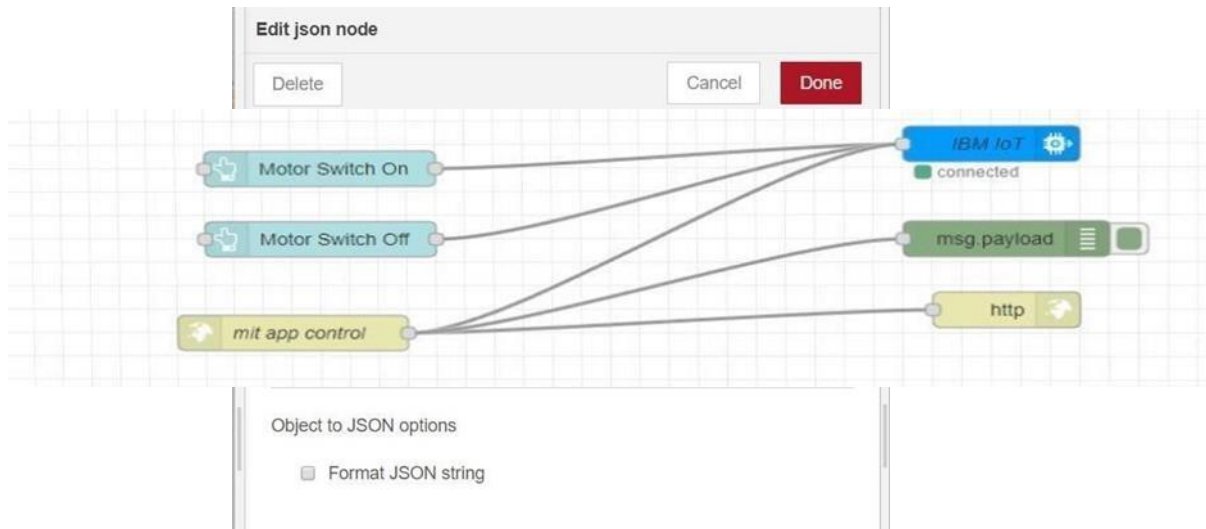 Edit json node
Delete Cancel Done
Motor Switch On
IBM IoT
connected
Motor Switch Off
msg.payload
http
mit app control
Object to JSON options
Format JSON string